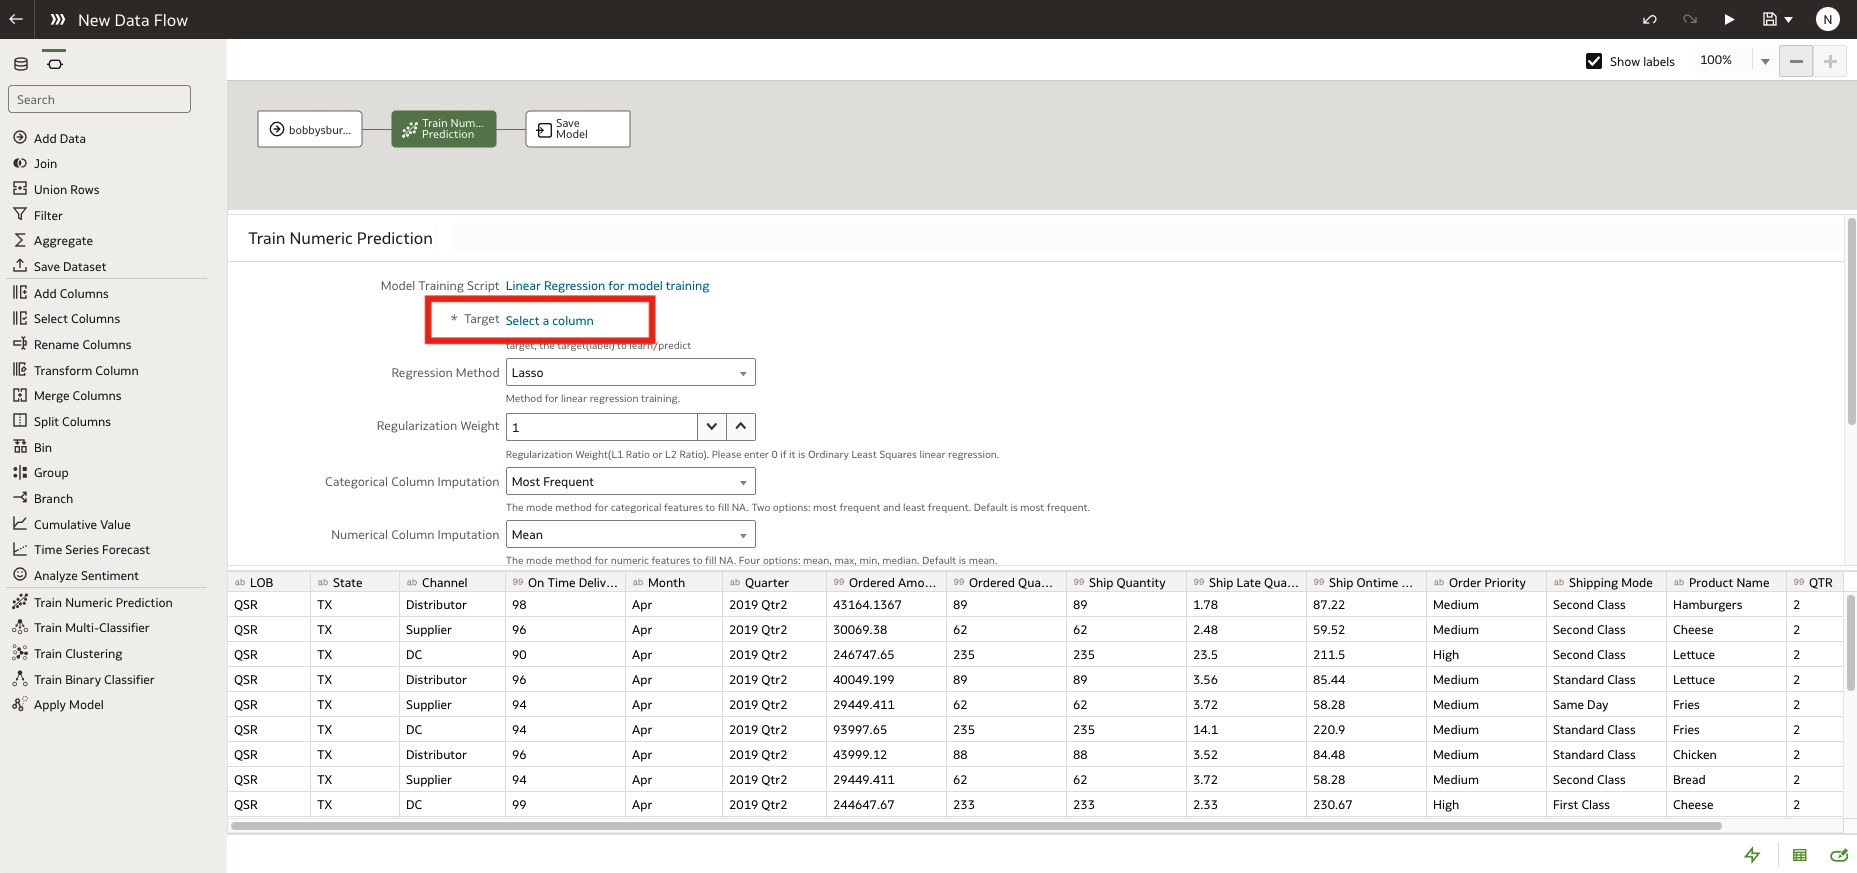 New Data Flow
N
Show labels
100%
Search
Add Data
Join
Union Rows
Filter
Aggregate
Save Dataset
Add Columns
Select Columns
Rename Columns
Transform Column
Merge Columns
Split Columns
Bin
Group
Branch
Cumulative Value
Time Series Forecast
Analyze Sentiment
Train Numeric Prediction
Train Multi-Classifier
Train Clustering
Train Binary Classifier
Apply Model
bobbysbur...
Train Num...
Prediction
Save
Model
Train Numeric Prediction
Model Training Script Linear Regression for model training
* Target Select a column
target, the target(label) to learn/predict
Regression Method Lasso
Method for linear regression training.
Regularization Weight 1
Regularization Weight(L1 Ratio or L2 Ratio). Please enter 0 if it is Ordinary Least Squares linear regression.
Categorical Column Imputation Most Frequent
The mode method for categorical features to fill NA. Two options: most frequent and least frequent. Default is most frequent.
Numerical Column Imputation Mean
The mode method for numeric features to fill NA. Four options: mean, max, min, median. Default is mean.
ab LOB ab State ab Channel 99 On Time Deliv... ab Month ab Quarter 99 Ordered Amo... 99 Ordered Qua... 99 Ship Quantity 99 Ship Late Qua... 99 Ship Ontime ... ab Order Priority ab Shipping Mode ab Product Name 99 QTR
QSR TX Distributor 98 Apr 2019 Qtr2 43164.1367 89 89 1.78 87.22 Medium Second Class Hamburgers 2
QSR TX Supplier 96 Apr 2019 Qtr2 30069.38 62 62 2.48 59.52 Medium Second Class Cheese 2
QSR TX DC 90 Apr 2019 Qtr2 246747.65 235 235 23.5 211.5 High Second Class Lettuce 2
QSR TX Distributor 96 Apr 2019 Qtr2 40049.199 89 89 3.56 85.44 Medium Standard Class Lettuce 2
QSR TX Supplier 94 Apr 2019 Qtr2 29449.411 62 62 3.72 58.28 Medium Same Day Fries 2
QSR TX DC 94 Apr 2019 Qtr2 93997.65 235 235 14.1 220.9 Medium Standard Class Fries 2
QSR TX Distributor 96 Apr 2019 Qtr2 43999.12 88 88 3.52 84.48 Medium Standard Class Chicken 2
QSR TX Supplier 94 Apr 2019 Qtr2 29449.411 62 62 3.72 58.28 Medium Second Class Bread 2
QSR TX DC 99 Apr 2019 Qtr2 244647.67 233 233 2.33 230.67 High First Class Cheese 2